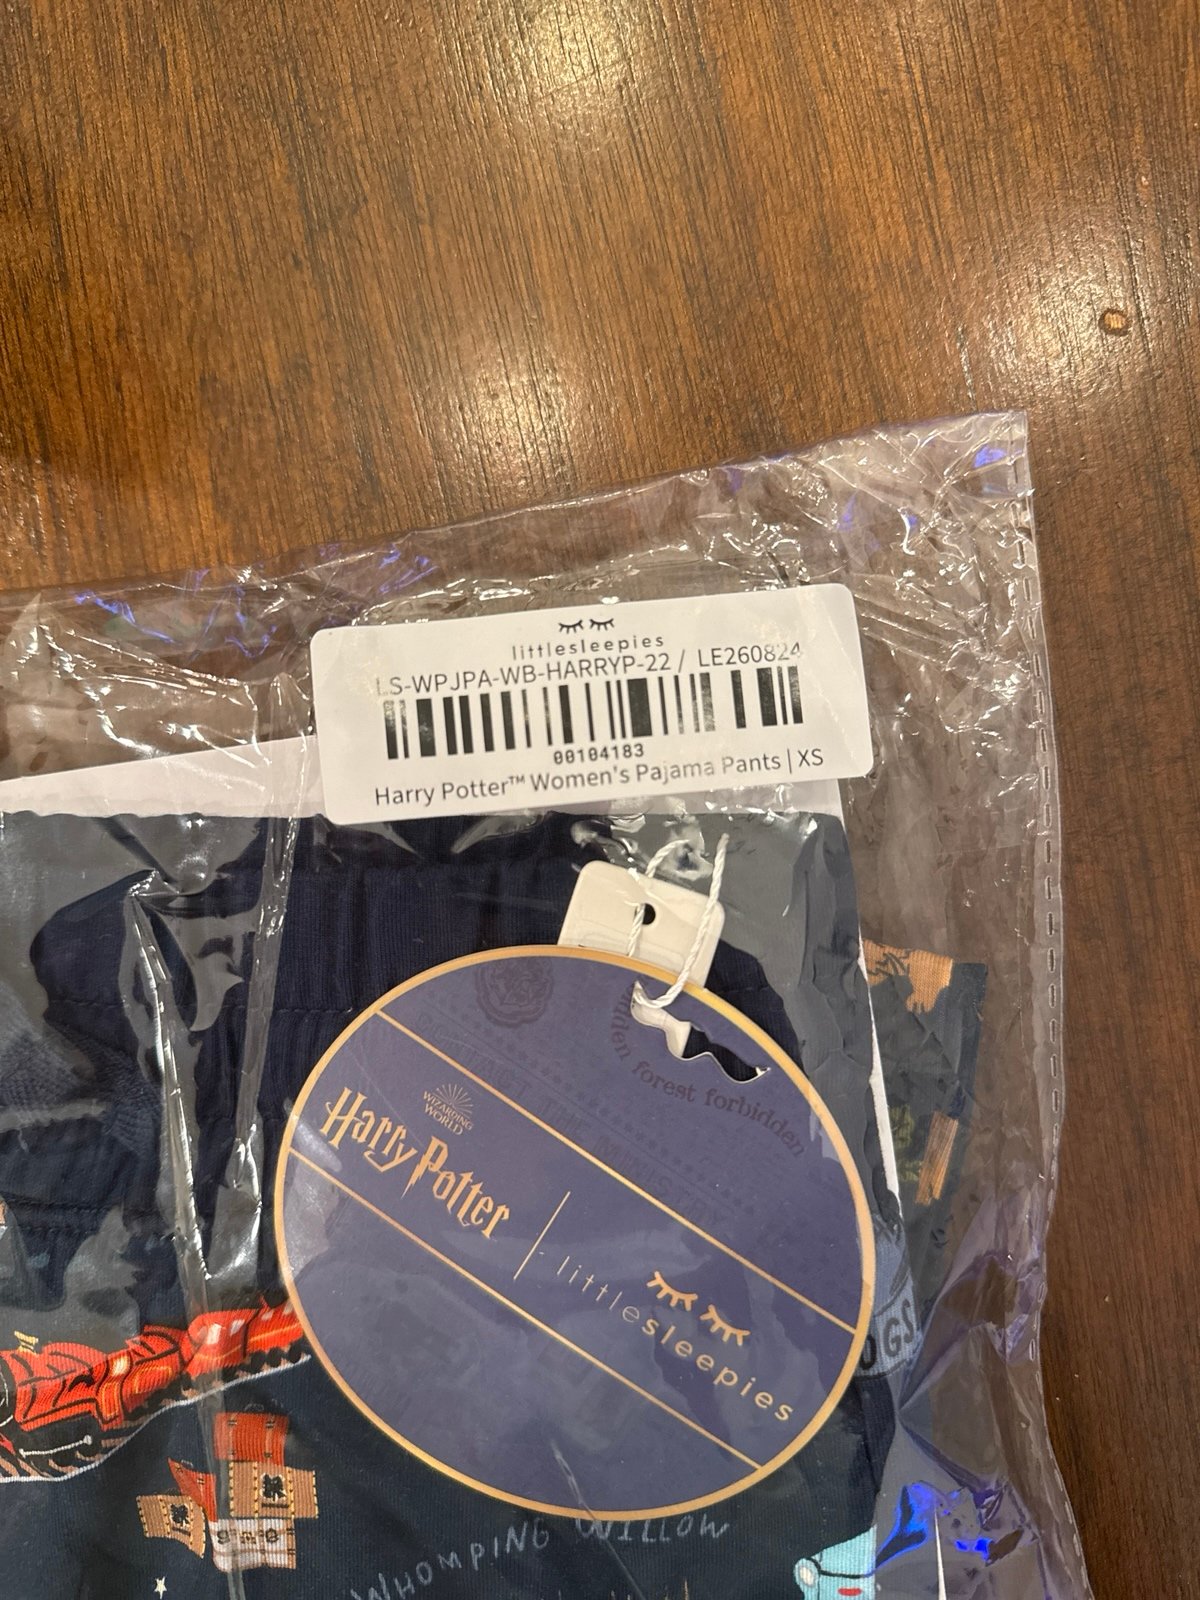 littlesleepies
LS-WPJPA-WB-HARRYP-22 / LE260824
00104183
Harry Potter™ Women's Pajama Pants | XS
forest forbidden
WIZARDING
WORLD
Harry Potter
littlesleepies
OGS
WHOMPING WILLOW